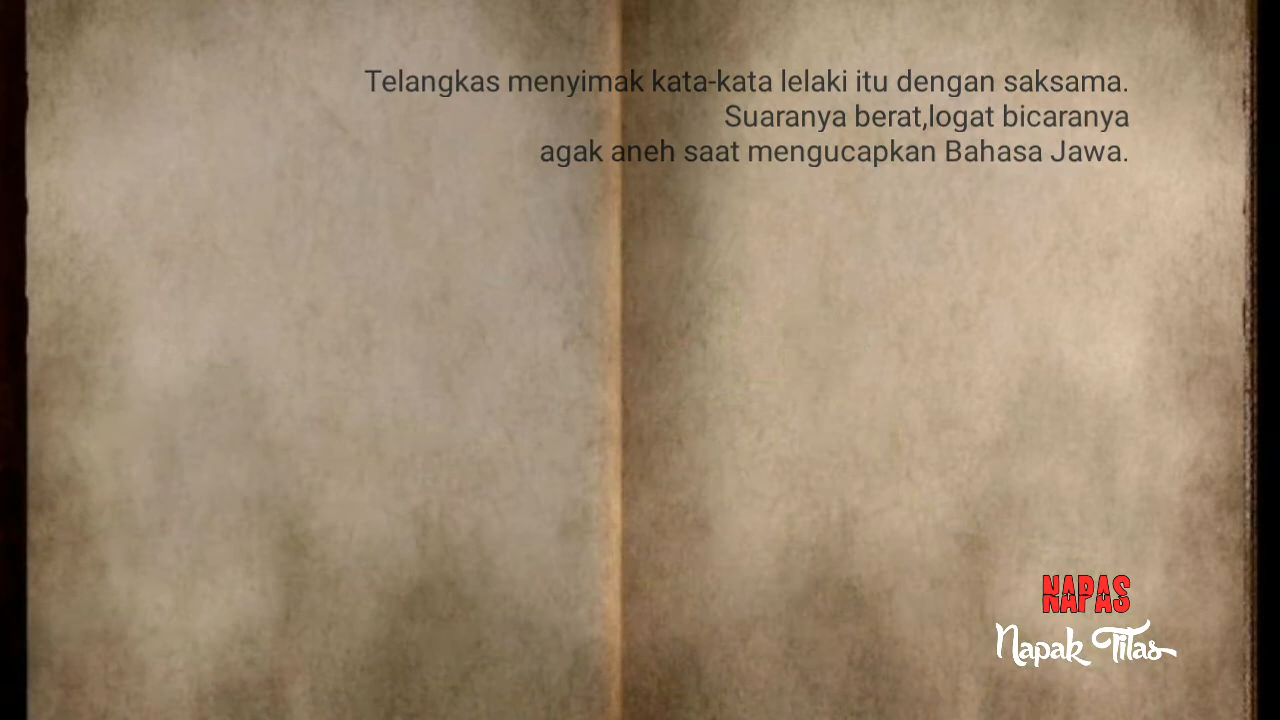 Telangkas menyimak kata-kata lelaki itu dengan saksama.
Suaranya berat,logat bicaranya
agak aneh saat mengucapkan Bahasa Jawa.
NAPAS
Napak Tilas